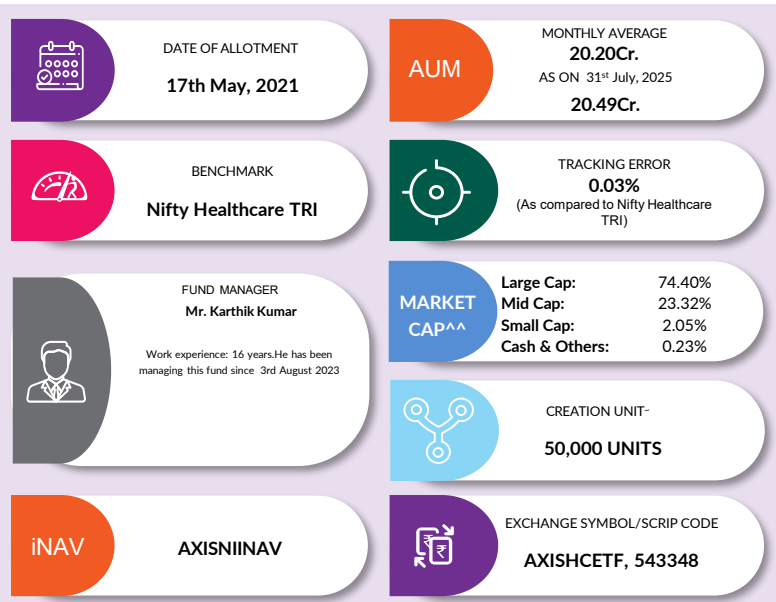 DATE OF ALLOTMENT
17th May, 2021
AUM
MONTHLY AVERAGE
20.20Cr.
AS ON 31st July, 2025
20.49Cr.
BENCHMARK
Nifty Healthcare TRI
TRACKING ERROR
0.03%
(As compared to Nifty Healthcare
TRI)
FUND MANAGER
Mr. Karthik Kumar
Work experience: 16 years.He has been
managing this fund since 3rd August 2023
MARKET
CAP^^
Large Cap: 74.40%
Mid Cap: 23.32%
Small Cap: 2.05%
Cash & Others: 0.23%
CREATION UNIT~
50,000 UNITS
iNAV
AXISNIINAV
₹
₹
EXCHANGE SYMBOL/SCRIP CODE
AXISHCETF, 543348